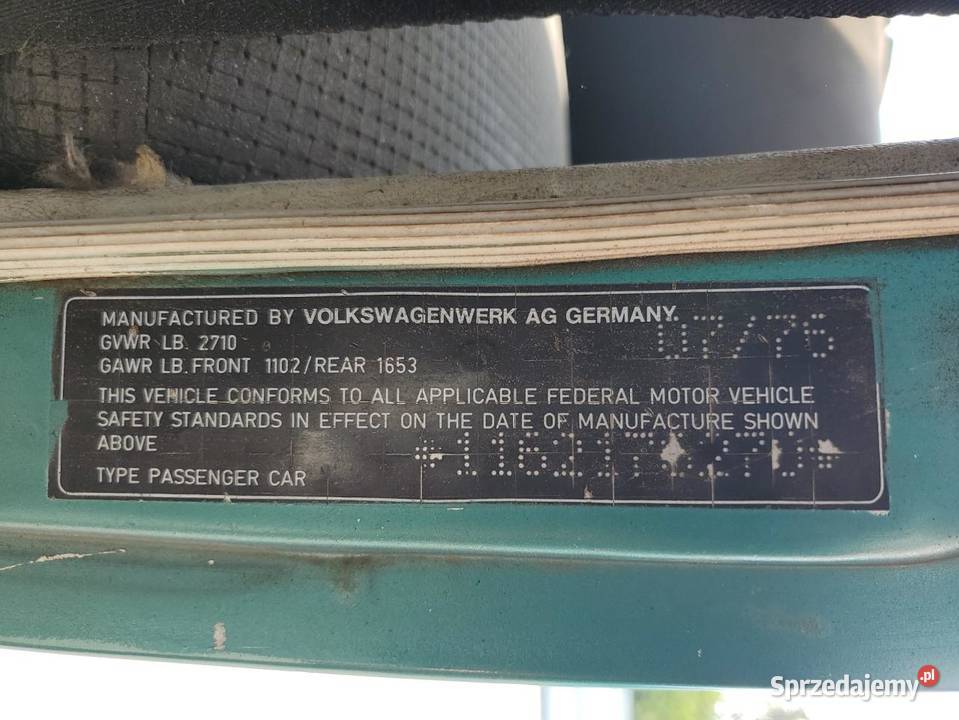 MANUFACTURED BY VOLKSWAGENWERK AG GERMANY. 07/76
GVWR LB. 2710
GAWR LB. FRONT 1102/REAR 1653
THIS VEHICLE CONFORMS TO ALL APPLICABLE FEDERAL MOTOR VEHICLE
SAFETY STANDARDS IN EFFECT ON THE DATE OF MANUFACTURE SHOWN
ABOVE
TYPE PASSENGER CAR
Sprzedajemy.pl